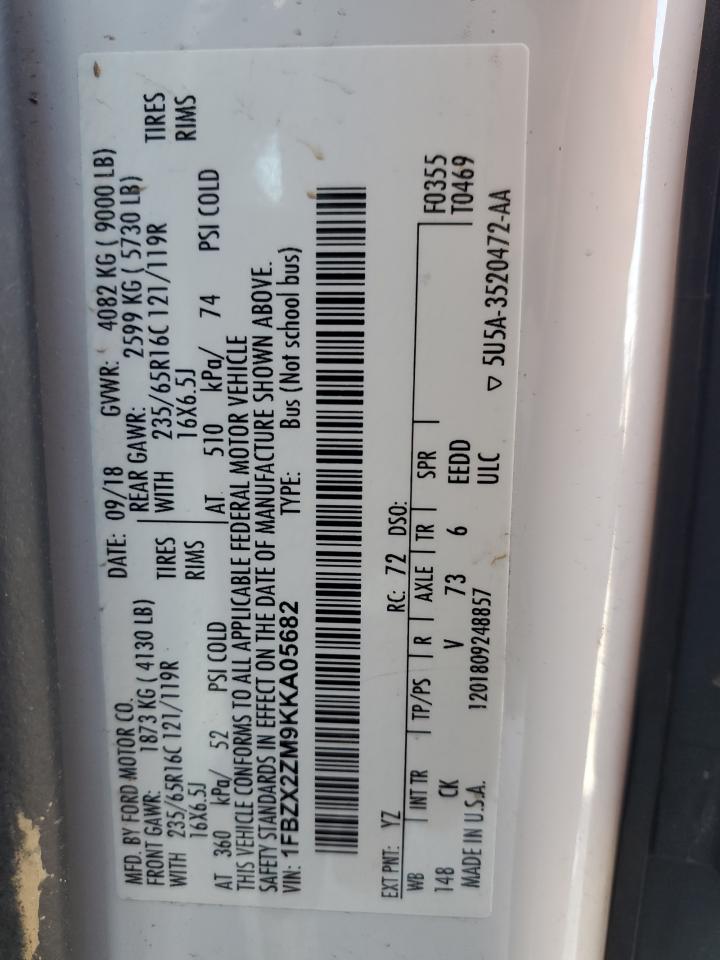 MFD. BY FORD MOTOR CO.
DATE: 09/18 GVWR: 4082 KG ( 9000 LB)
FRONT GAWR: 1873 KG ( 4130 LB)
REAR GAWR: 2599 KG ( 5730 LB)
WITH 235/65R16C 121/119R TIRES
WITH 235/65R16C 121/119R TIRES
16X6.5J RIMS
16X6.5J RIMS
AT 360 kPa/ 52 PSI COLD
AT 510 kPa/ 74 PSI COLD
THIS VEHICLE CONFORMS TO ALL APPLICABLE FEDERAL MOTOR VEHICLE
SAFETY STANDARDS IN EFFECT ON THE DATE OF MANUFACTURE SHOWN ABOVE.
VIN: 1FBZX2ZM9KKA05682 TYPE: Bus (Not school bus)
EXT PNT: YZ RC: 72 DSO: F0355
WB INT TR TP/PS R AXLE TR SPR T0469
148 CK V 73 6 EEDD
MADE IN U.S.A. 1201809248857 ULC ▽ 5U5A-3520472-AA